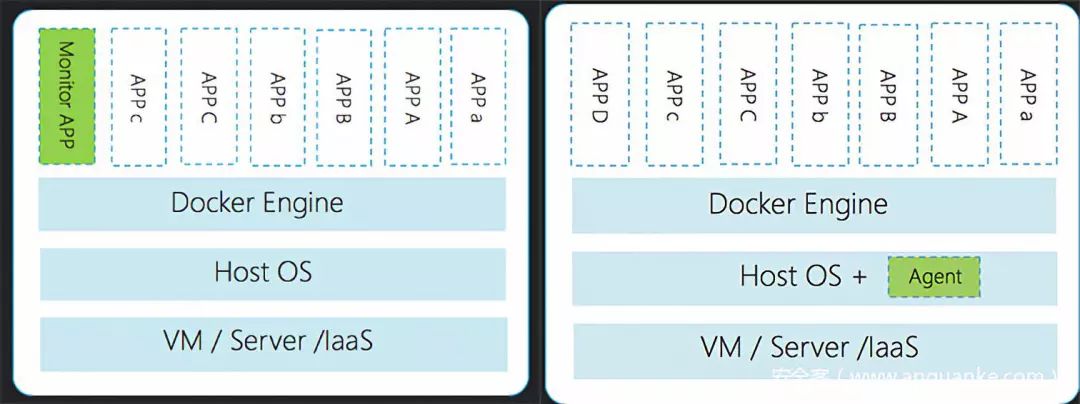 Monitor APP
APP c
APP C
APP b
APP B
APP A
APP a
Docker Engine
Host OS
VM / Server /IaaS
APP D
APP c
APP C
APP b
APP B
APP A
APP a
Docker Engine
Host OS + Agent
VM / Server /IaaS
安全客（www.anquanke.com）